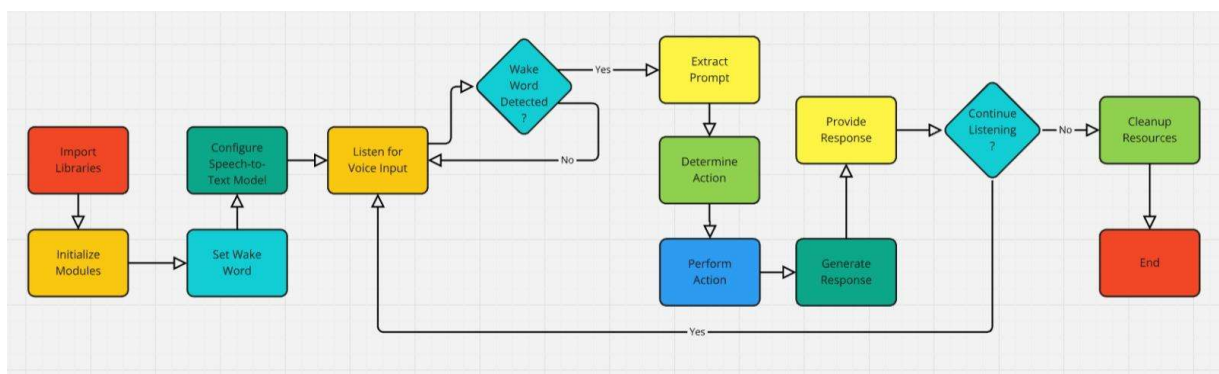 Import
Libraries
Initialize
Modules
Set Wake
Word
Configure
Speech-to-
Text Model
Listen for
Voice Input
Wake
Word
Detected
?
Yes
No
Extract
Prompt
Determine
Action
Perform
Action
Generate
Response
Provide
Response
Continue
Listening
?
No
Yes
Cleanup
Resources
End